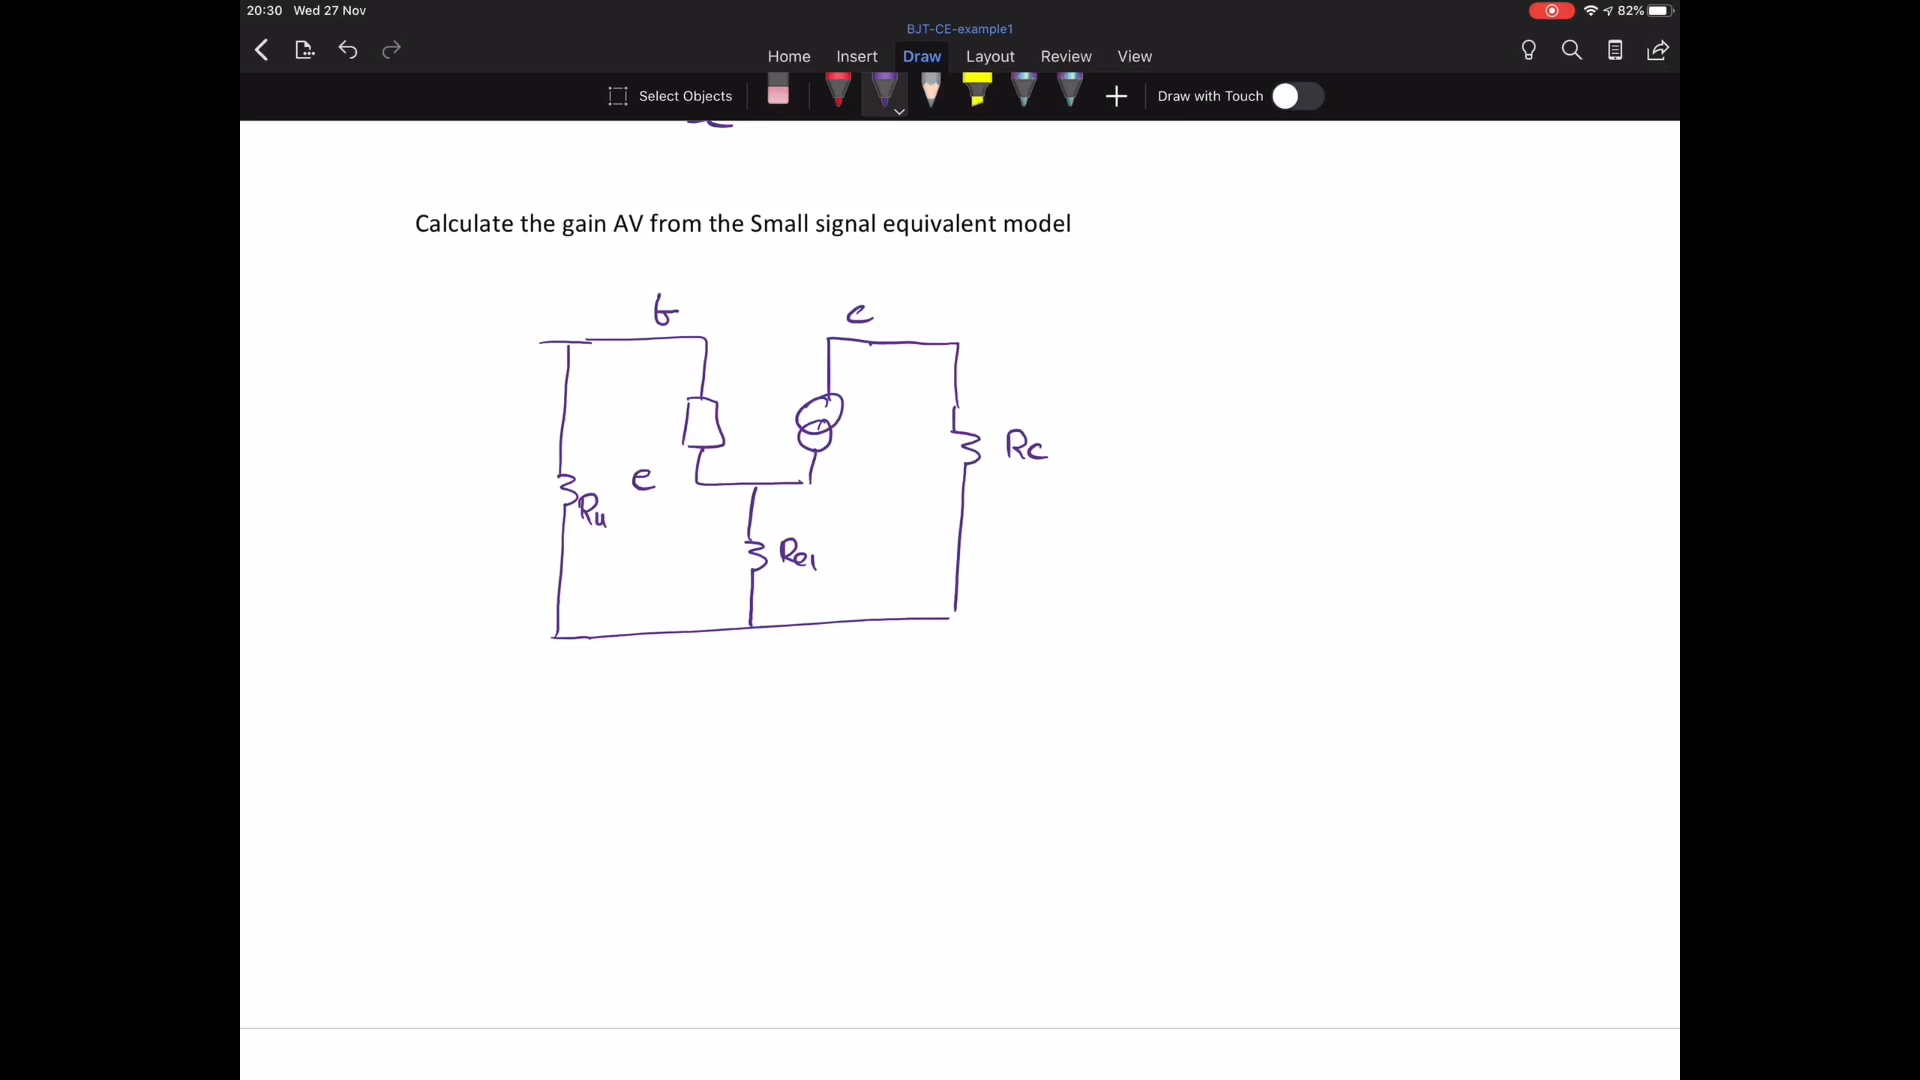 20:30 Wed 27 Nov
82%
BJT-CE-example1
Home Insert Draw Layout Review View
Select Objects
Draw with Touch
Calculate the gain AV from the Small signal equivalent model
b c
Rc
e
Ru
Re1